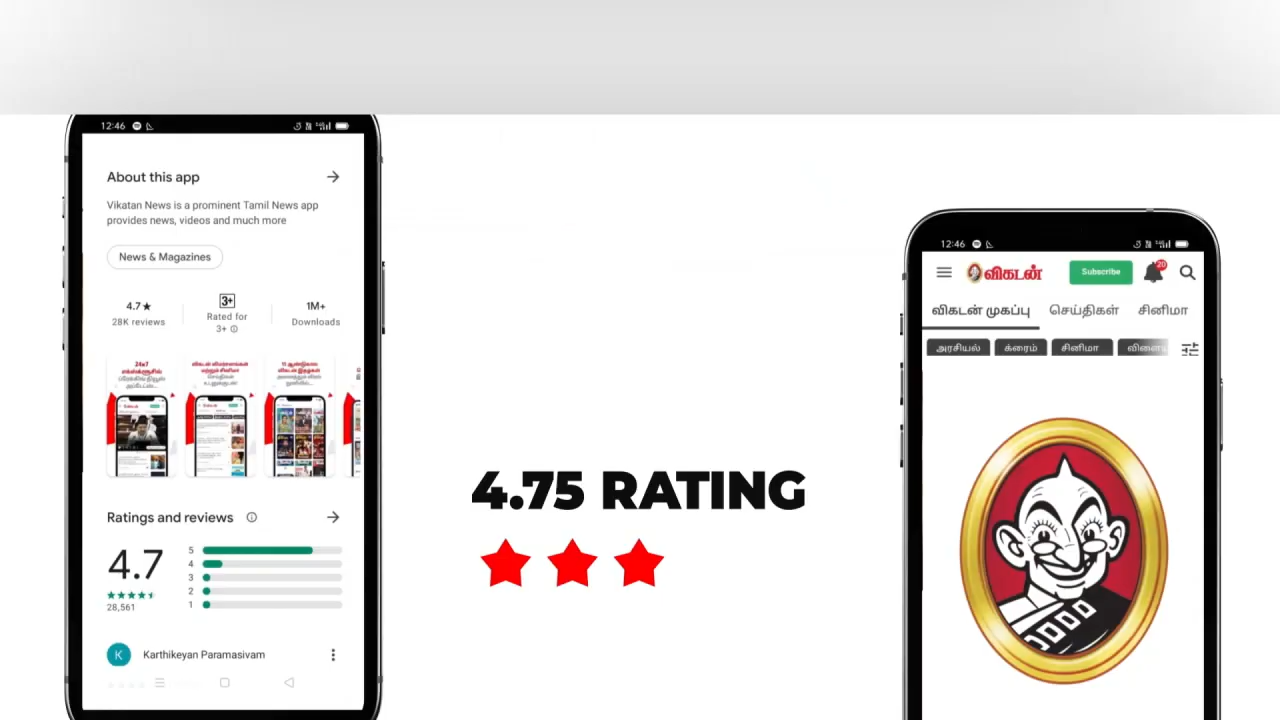 12:46
About this app
Vikatan News is a prominent Tamil News app
provides news, videos and much more
News & Magazines
4.7★
28K reviews
3+
Rated for
3+
1M+
Downloads
24x7
Ratings and reviews
4.7
28,561
5
4
3
2
1
K
Karthikeyan Paramasivam
4.75 RATING
12:46
விகடன்
Subscribe
20
விகடன் முகப்பு
செய்திகள்
சினிமா
அரசியல்
க்ரைம்
சினிமா